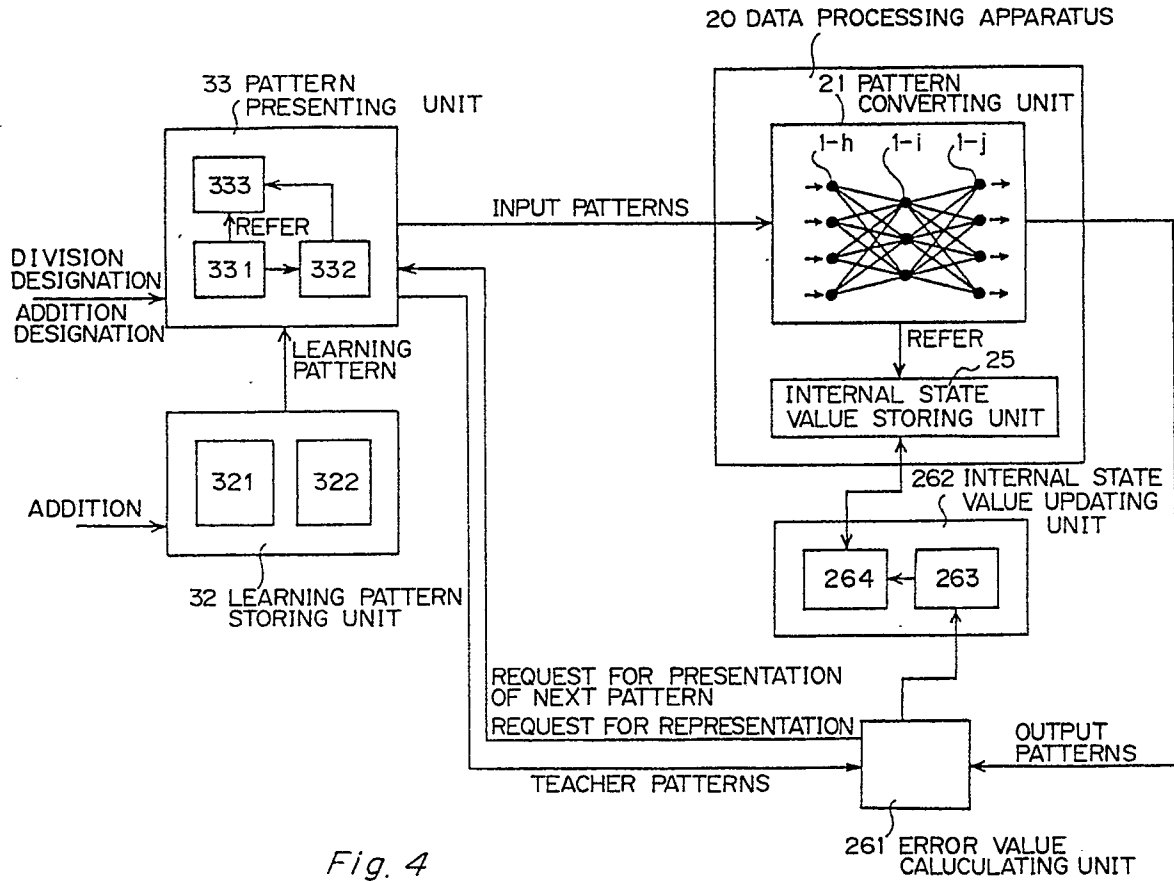 20 DATA PROCESSING APPARATUS
33 PATTERN
PRESENTING UNIT
21 PATTERN
CONVERTING UNIT
1-h
1-i
1-j
333
REFER
331
332
INPUT PATTERNS
DIVISION
DESIGNATION
ADDITION
DESIGNATION
LEARNING
PATTERN
REFER
25
INTERNAL STATE
VALUE STORING UNIT
321
322
ADDITION
262 INTERNAL STATE
VALUE UPDATING
UNIT
264
263
32 LEARNING PATTERN
STORING UNIT
REQUEST FOR PRESENTATION
OF NEXT PATTERN
REQUEST FOR REPRESENTATION
OUTPUT
PATTERNS
TEACHER PATTERNS
261 ERROR VALUE
CALUCULATING UNIT
Fig. 4